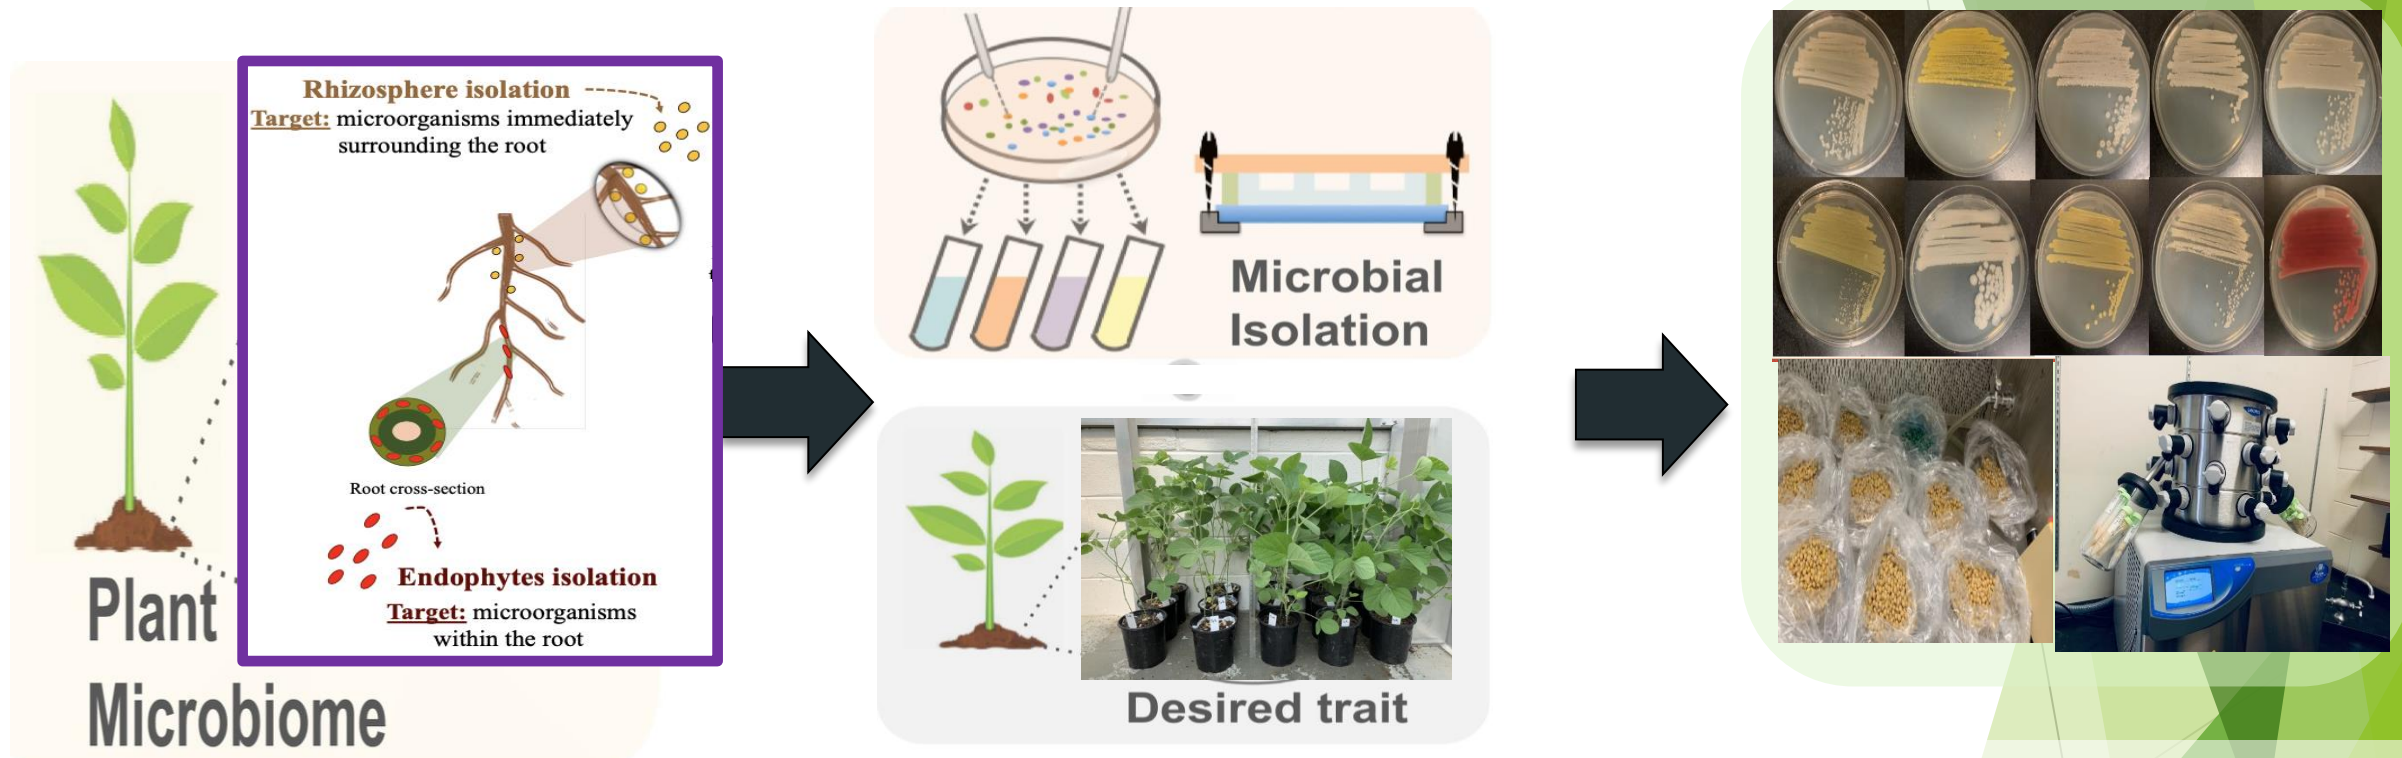 Rhizosphere isolation
Target: microorganisms immediately
surrounding the root
Root cross-section
Endophytes isolation
Target: microorganisms
within the root
Plant
Microbiome
Microbial
Isolation
Desired trait